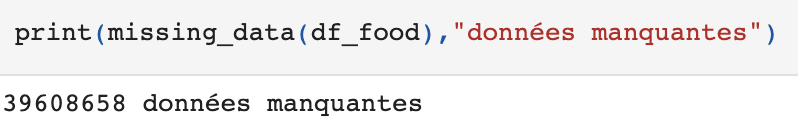 print(missing_data(df_food),"données manquantes")
39608658 données manquantes